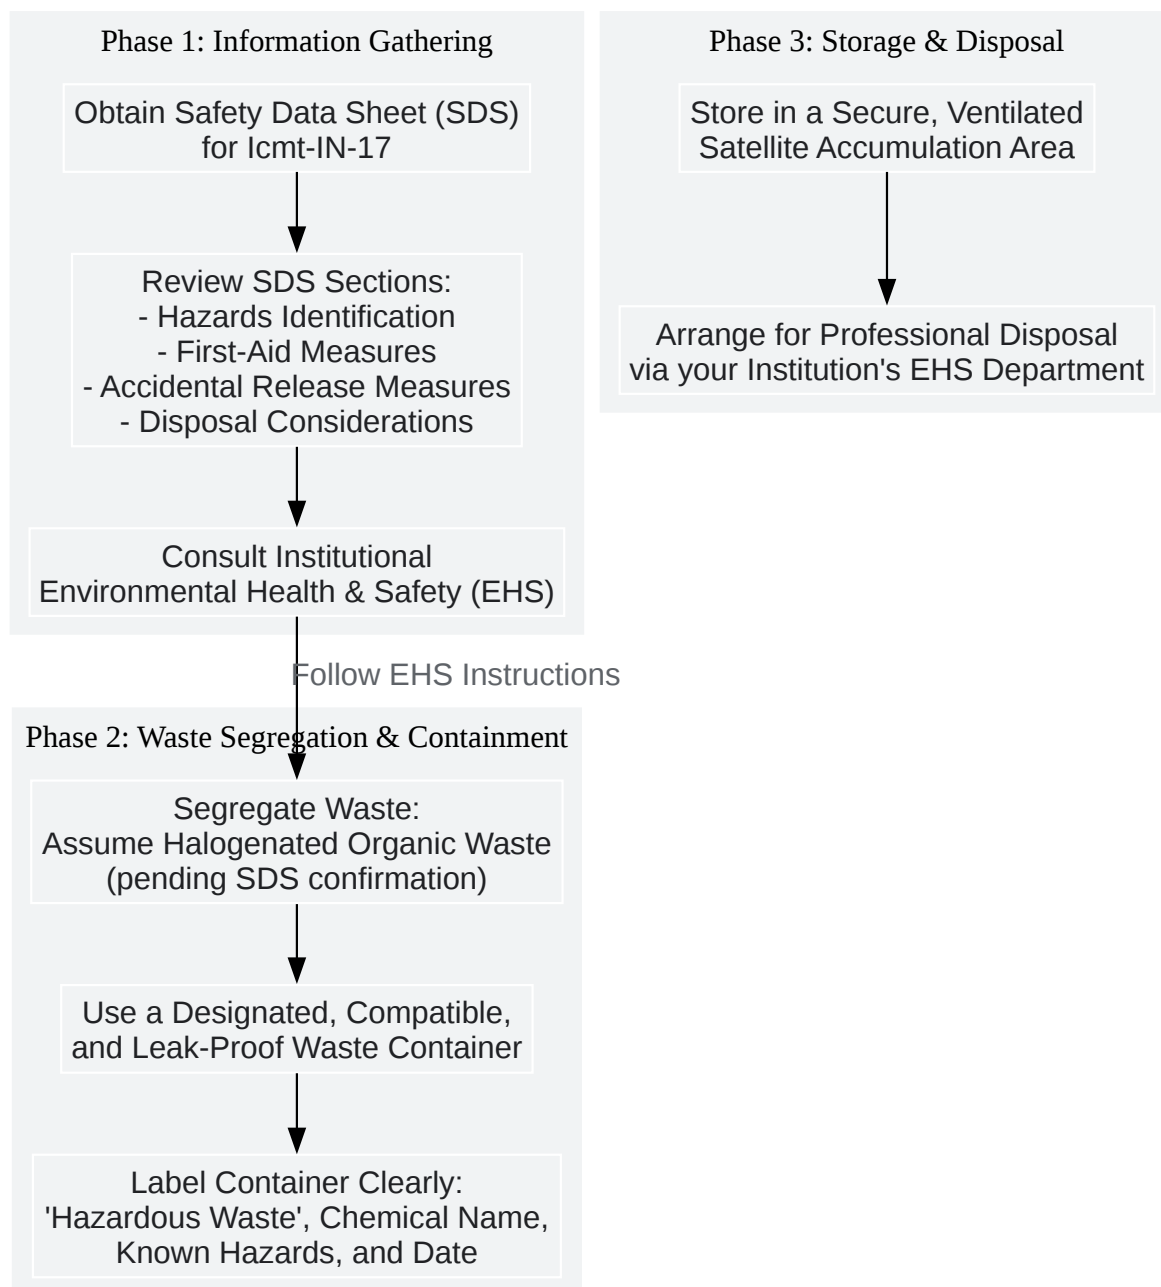 Phase 1: Information Gathering
Obtain Safety Data Sheet (SDS)
for Icmt-IN-17
Review SDS Sections:
- Hazards Identification
- First-Aid Measures
- Accidental Release Measures
- Disposal Considerations
Consult Institutional
Environmental Health & Safety (EHS)
Follow EHS Instructions
Phase 2: Waste Segregation & Containment
Segregate Waste:
Assume Halogenated Organic Waste
(pending SDS confirmation)
Use a Designated, Compatible,
and Leak-Proof Waste Container
Label Container Clearly:
'Hazardous Waste', Chemical Name,
Known Hazards, and Date
Phase 3: Storage & Disposal
Store in a Secure, Ventilated
Satellite Accumulation Area
Arrange for Professional Disposal
via your Institution's EHS Department